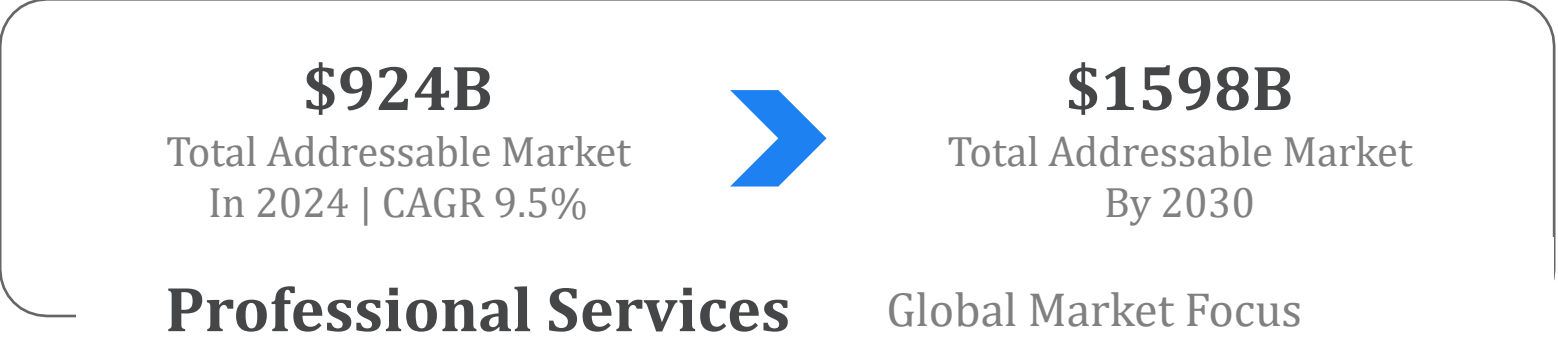 $924B
Total Addressable Market
In 2024 | CAGR 9.5%
$1598B
Total Addressable Market
By 2030
Professional Services
Global Market Focus